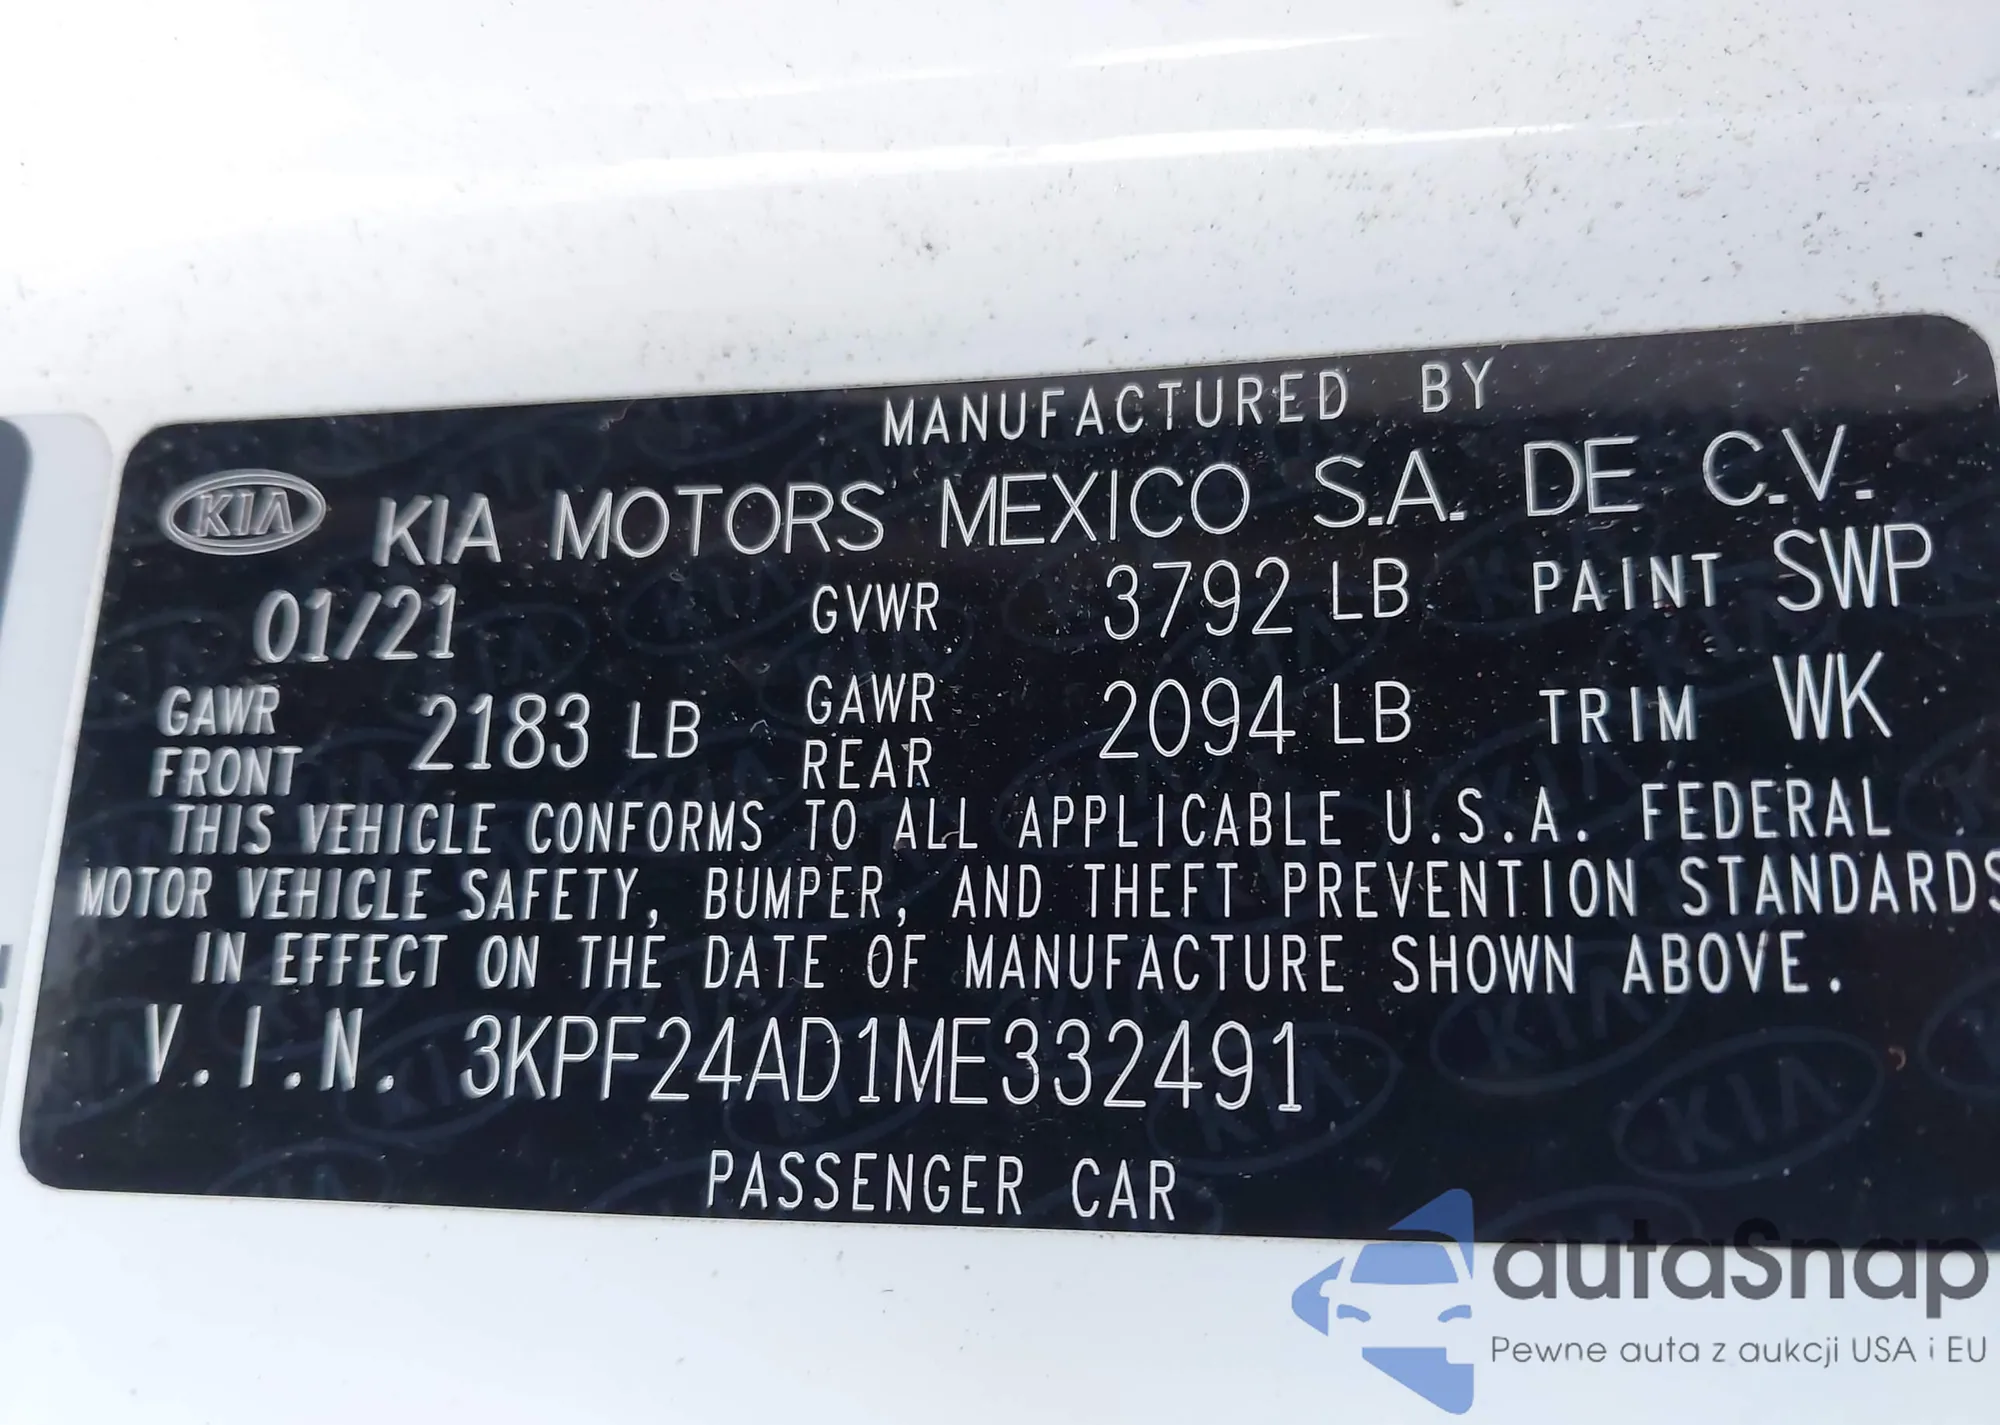 MANUFACTURED BY
KIA KIA MOTORS MEXICO S.A. DE C.V.
01/21 GVWR 3792 LB PAINT SWP
GAWR FRONT 2183 LB GAWR REAR 2094 LB TRIM WK
THIS VEHICLE CONFORMS TO ALL APPLICABLE U.S.A. FEDERAL
MOTOR VEHICLE SAFETY, BUMPER, AND THEFT PREVENTION STANDARDS
IN EFFECT ON THE DATE OF MANUFACTURE SHOWN ABOVE.
V.I.N. 3KPF24AD1ME332491
PASSENGER CAR
autaSnap
Pewne auta z aukcji USA i EU